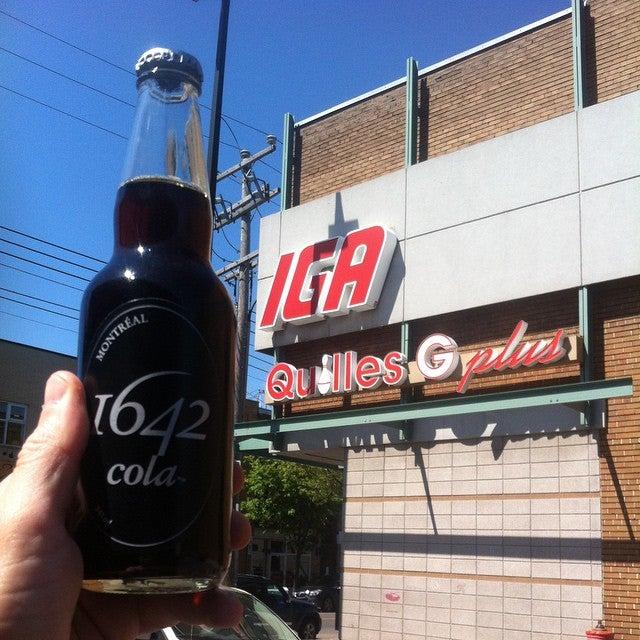 MONTRÉAL
1642
cola
IGA
Quilles G plus